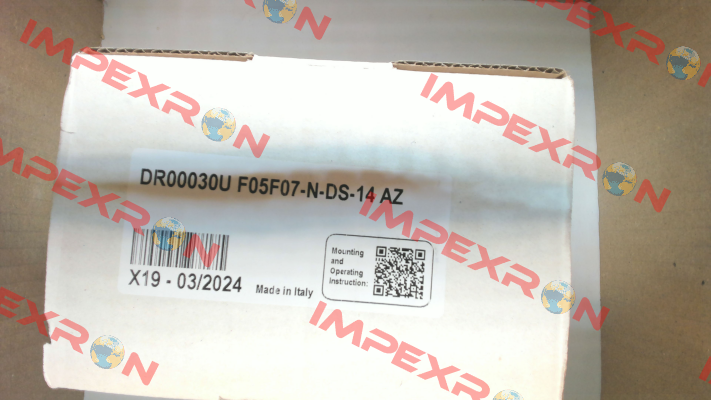 IMPEXRON
IMPEXRON
IMPEXRON
IMPEXRON
DR00030U F05F07-N-DS-14 AZ
IMPEXRON
IMPEXRON
Mounting
and
Operating
Instruction:
X19 - 03/2024 Made in Italy
IMPEXRON
IMPEXRON